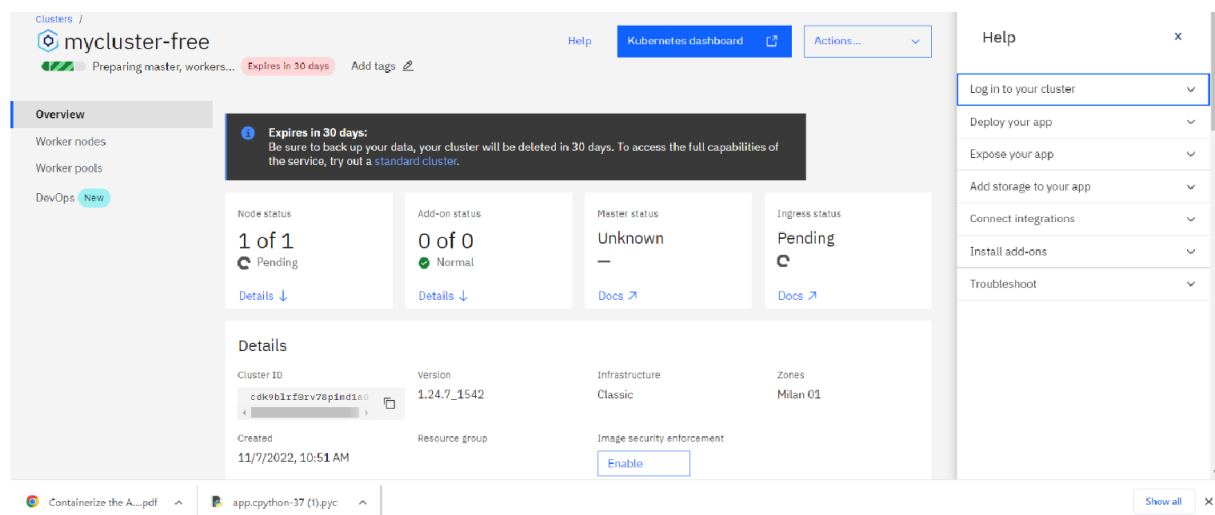 Clusters /
mycluster-free
Help
Kubernetes dashboard
Actions...
Preparing master, workers...
Expires in 30 days
Add tags
Overview
Worker nodes
Worker pools
DevOps New
Expires in 30 days:
Be sure to back up your data, your cluster will be deleted in 30 days. To access the full capabilities of
the service, try out a standard cluster.
Node status
1 of 1
Pending
Details ↓
Add-on status
0 of 0
Normal
Details ↓
Master status
Unknown
—
Docs ↗
Ingress status
Pending
Docs ↗
Details
Cluster ID
Version
1.24.7_1542
Infrastructure
Classic
Zones
Milan 01
Created
11/7/2022, 10:51 AM
Resource group
Image security enforcement
Enable
Help
x
Log in to your cluster
Deploy your app
Expose your app
Add storage to your app
Connect integrations
Install add-ons
Troubleshoot
Containerize the A....pdf
app.cpython-37 (1).pyc
Show all